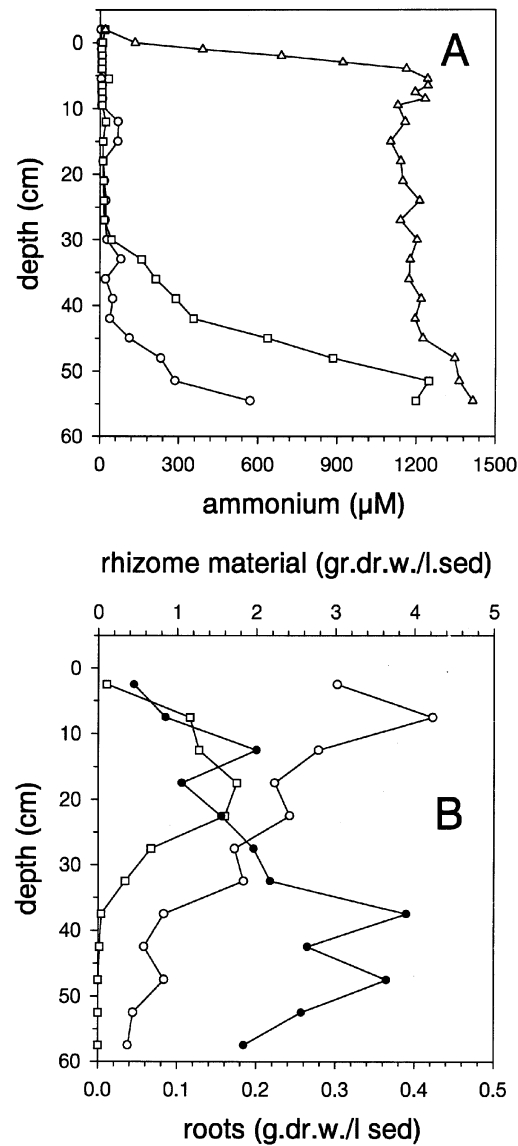 A
0
10
20
30
40
50
60
depth (cm)
0 300 600 900 1200 1500
ammonium (µM)
rhizome material (gr.dr.w./l.sed)
0 1 2 3 4 5
0
10
20
30
40
50
60
depth (cm)
B
0.0 0.1 0.2 0.3 0.4 0.5
roots (g.dr.w./l sed)